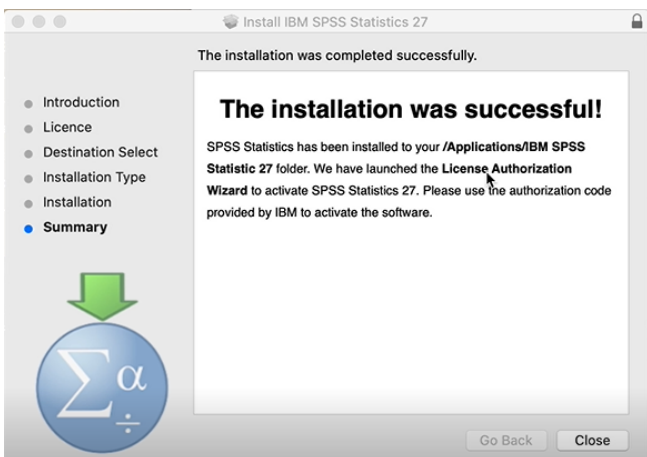 Install IBM SPSS Statistics 27
The installation was completed successfully.
Introduction
Licence
Destination Select
Installation Type
Installation
Summary
The installation was successful!
SPSS Statistics has been installed to your /Applications/IBM SPSS
Statistic 27 folder. We have launched the License Authorization
Wizard to activate SPSS Statistics 27. Please use the authorization code
provided by IBM to activate the software.
Σα
÷
Go Back
Close